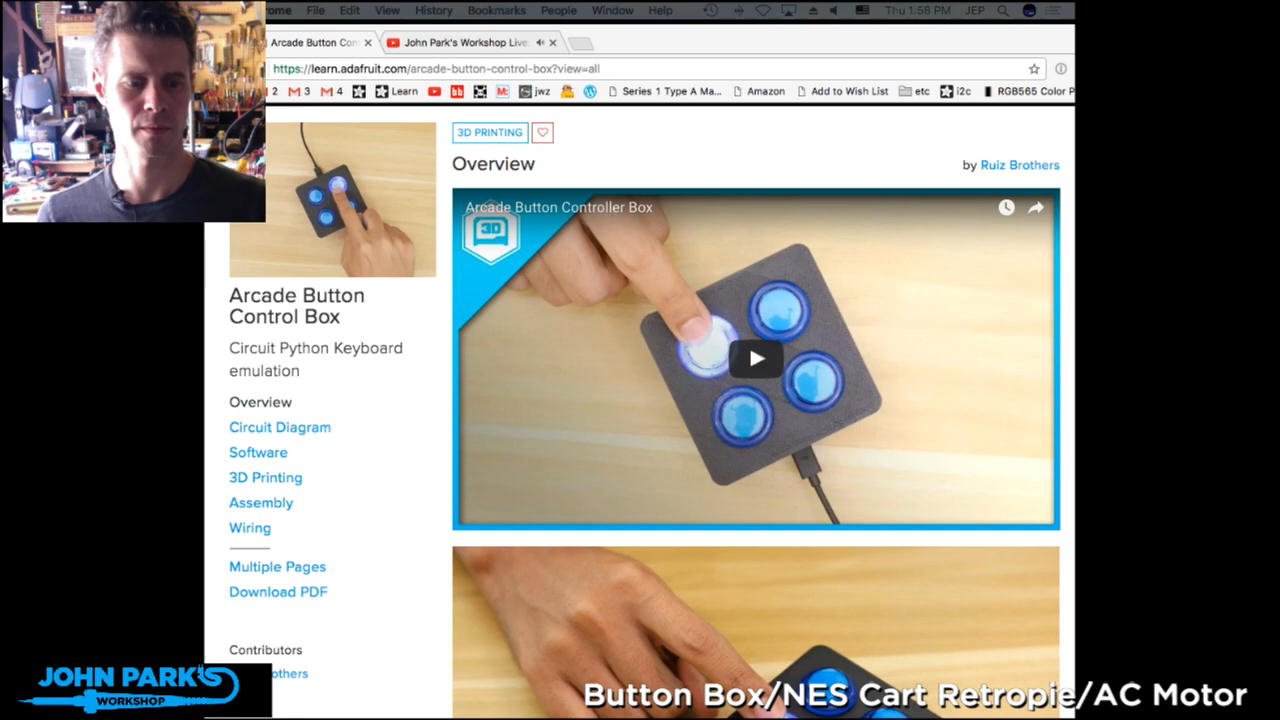 ome File Edit View History Bookmarks People Window Help Thu 1:58 PM JEP
Arcade Button Con
John Park's Workshop Live
https://learn.adafruit.com/arcade-button-control-box?view=all
2 M 3 M 4 Learn bb M: jwz Series 1 Type A Ma... Amazon Add to Wish List etc i2c RGB565 Color P
3D PRINTING
Overview
by Ruiz Brothers
Arcade Button Controller Box
3D
Arcade Button
Control Box
Circuit Python Keyboard
emulation
Overview
Circuit Diagram
Software
3D Printing
Assembly
Wiring
Multiple Pages
Download PDF
Contributors
others
JOHN PARK'S
WORKSHOP
Button Box/NES Cart Retropie/AC Motor